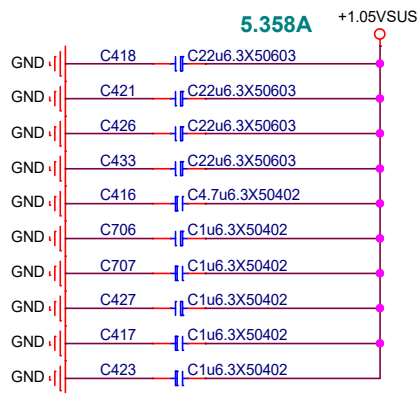 5.358A +1.05VSUS
GND C418 C22u6.3X50603
GND C421 C22u6.3X50603
GND C426 C22u6.3X50603
GND C433 C22u6.3X50603
GND C416 C4.7u6.3X50402
GND C706 C1u6.3X50402
GND C707 C1u6.3X50402
GND C427 C1u6.3X50402
GND C417 C1u6.3X50402
GND C423 C1u6.3X50402